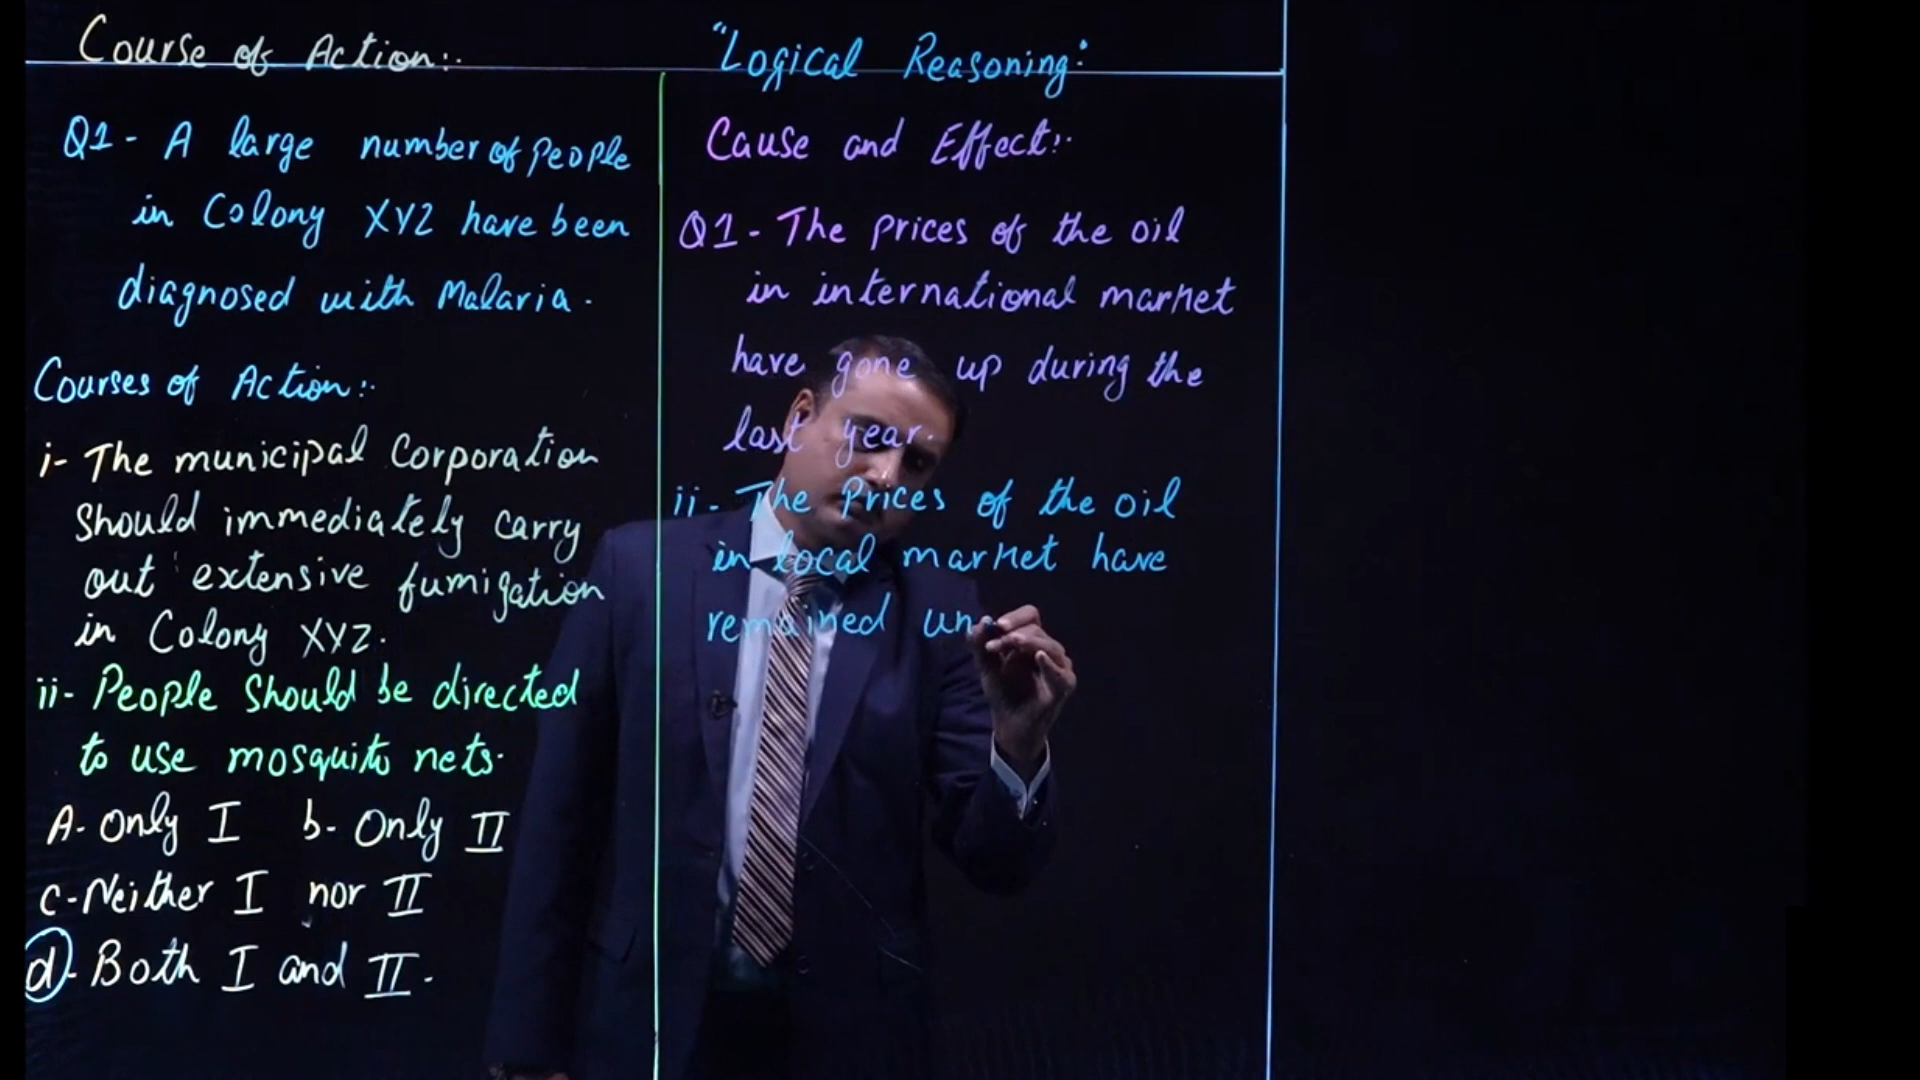 Course of Action:-
"Logical Reasoning:
Q1- A large number of people
in Colony XYZ have been
diagnosed with Malaria.
Courses of Action:-
i- The municipal Corporation
Should immediately carry
out extensive fumigation
in Colony XYZ.
ii- People Should be directed
to use mosquito nets.
A- Only I b- Only II
C- Neither I nor II
d- Both I and II.
Cause and Effect:-
Q1- The prices of the oil
in international market
have gone up during the
last year.
ii- The Prices of the oil
in local market have
remained un